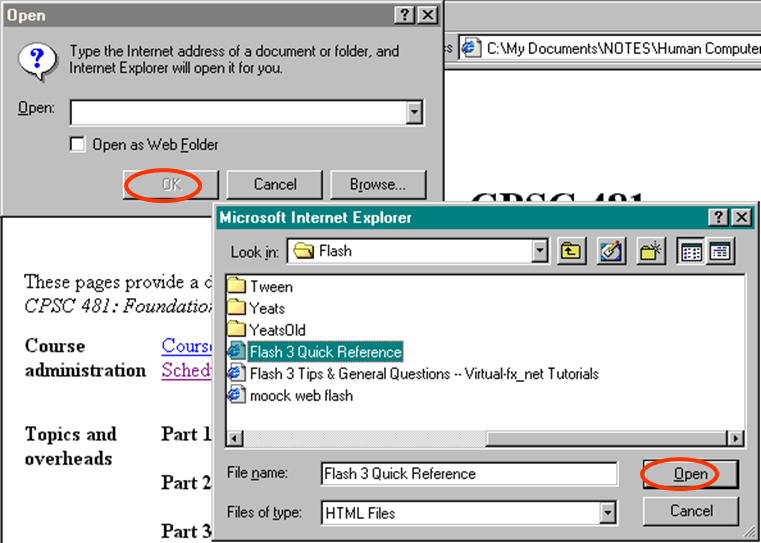 Open
Type the Internet address of a document or folder, and
Internet Explorer will open it for you.
Open:
Open as Web Folder
OK
Cancel
Browse...
C:\My Documents\NOTES\Human Computer
CPSC 481
Microsoft Internet Explorer
Look in:
Flash
Tween
Yeats
YeatsOld
Flash 3 Quick Reference
Flash 3 Tips & General Questions -- Virtual-fx_net Tutorials
moock web flash
File name:
Flash 3 Quick Reference
Open
Files of type:
HTML Files
Cancel
These pages provide a
CPSC 481: Foundation
Course
administration
Cours
Sched
Topics and
overheads
Part 1
Part 2
Part 3